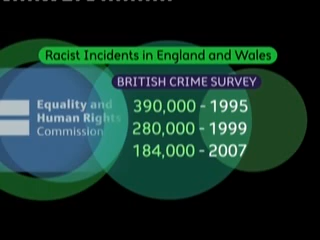 Racist Incidents in England and Wales
BRITISH CRIME SURVEY
Equality and
Human Rights
Commission
390,000 - 1995
280,000 - 1999
184,000 - 2007